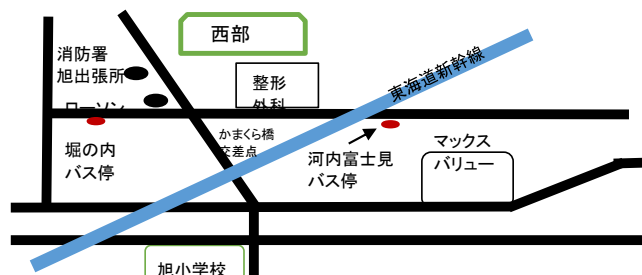 西部
消防署
旭出張所
東海道新幹線
整形
外科
ローソン
かまくら橋
交差点
マックス
バリュー
堀の内
バス停
河内富士見
バス停
旭小学校